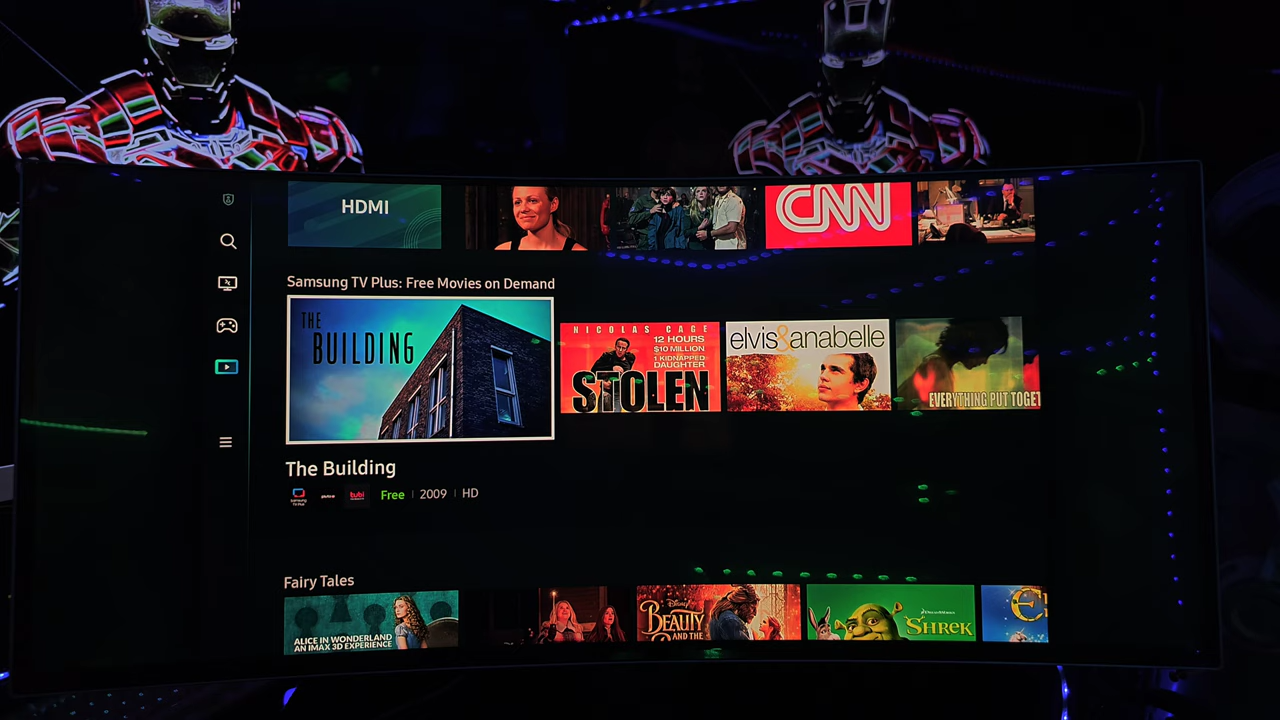 HDMI
CNN
Samsung TV Plus: Free Movies on Demand
THE
BUILDING
NICOLAS CAGE
12 HOURS
$10 MILLION
1 KIDNAPPED
DAUGHTER
STOLEN
elvis&anabelle
EVERYTHING PUT TOGET
The Building
tubi
Free
2009
HD
Fairy Tales
ALICE IN WONDERLAND
AN IMAX 3D EXPERIENCE
Disney
BEAUTY
AND THE
DREAMWORKS
SHREK